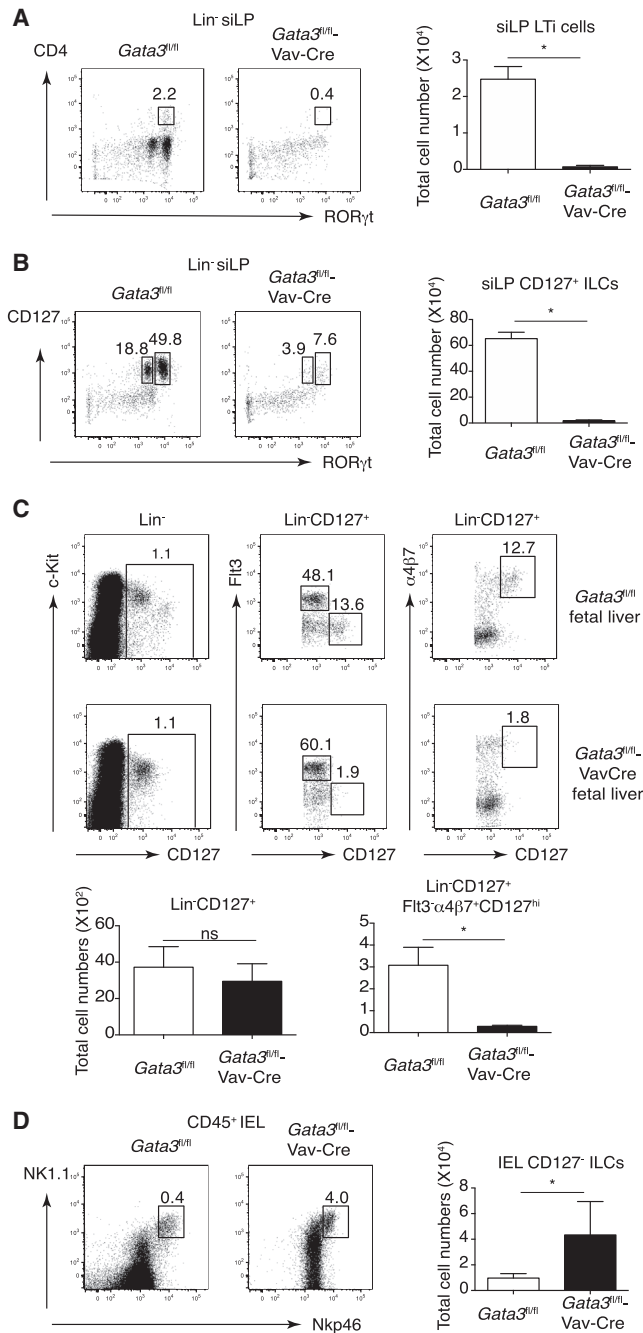 A
Lin⁻ siLP
CD4
Gata3fl/fl
Gata3fl/fl-
Vav-Cre
2.2
0.4
RORγt
siLP LTi cells
*
Total cell number (X10⁴)
3
2
1
0
Gata3fl/fl
Gata3fl/fl-
Vav-Cre
B
Lin⁻ siLP
CD127
Gata3fl/fl
Gata3fl/fl-
Vav-Cre
18.8
49.8
3.9
7.6
RORγt
siLP CD127⁺ ILCs
*
Total cell number (X10⁴)
80
60
40
20
0
Gata3fl/fl
Gata3fl/fl-
Vav-Cre
C
Lin⁻
Lin⁻CD127⁺
Lin⁻CD127⁺
c-Kit
1.1
Flt3
48.1
13.6
α4β7
12.7
Gata3fl/fl
fetal liver
1.1
60.1
1.9
1.8
Gata3fl/fl-
VavCre
fetal liver
CD127
CD127
CD127
Lin⁻CD127⁺
ns
Total cell numbers (X10²)
60
40
20
0
Gata3fl/fl
Gata3fl/fl-
Vav-Cre
Lin⁻CD127⁺
Flt3⁻α4β7⁺CD127hi
*
5
4
3
2
1
0
Gata3fl/fl
Gata3fl/fl-
Vav-Cre
D
CD45⁺ IEL
NK1.1
Gata3fl/fl
Gata3fl/fl-
Vav-Cre
0.4
4.0
Nkp46
IEL CD127⁻ ILCs
*
Total cell numbers (X10⁴)
8
6
4
2
0
Gata3fl/fl
Gata3fl/fl-
Vav-Cre